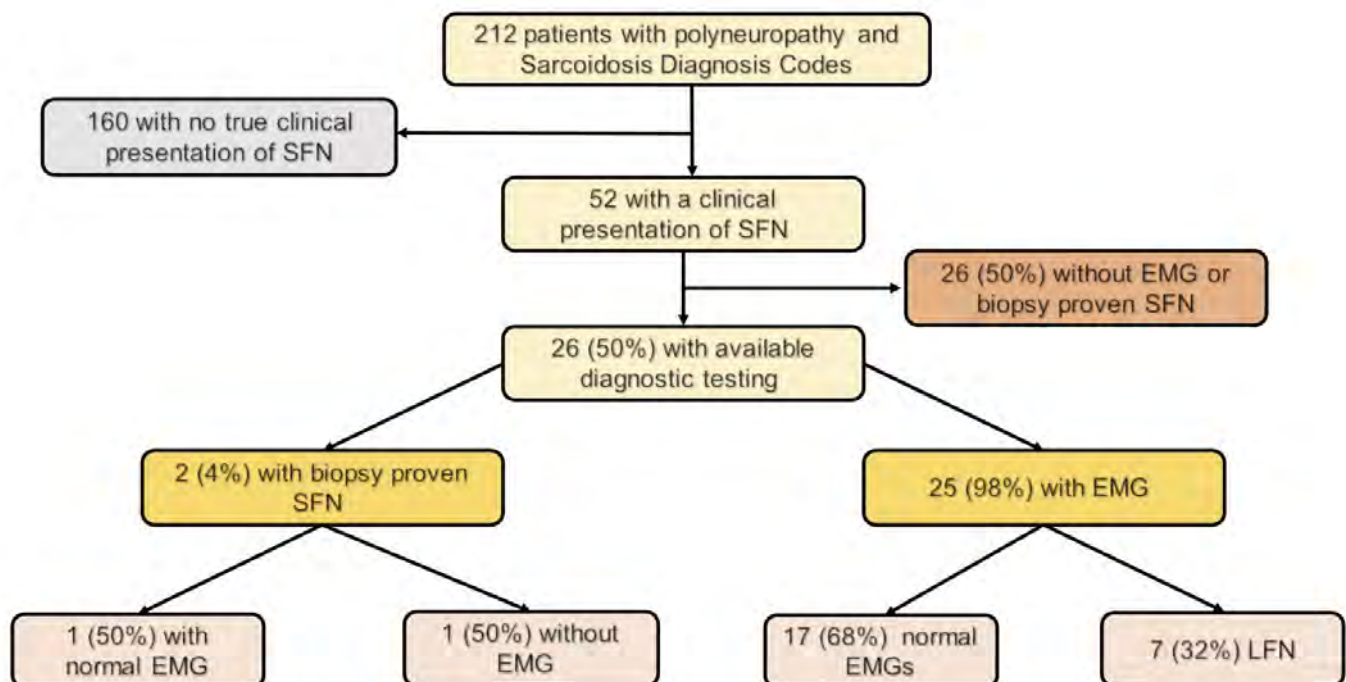 212 patients with polyneuropathy and
Sarcoidosis Diagnosis Codes
160 with no true clinical
presentation of SFN
52 with a clinical
presentation of SFN
26 (50%) without EMG or
biopsy proven SFN
26 (50%) with available
diagnostic testing
2 (4%) with biopsy proven
SFN
25 (98%) with EMG
1 (50%) with
normal EMG
1 (50%) without
EMG
17 (68%) normal
EMGs
7 (32%) LFN